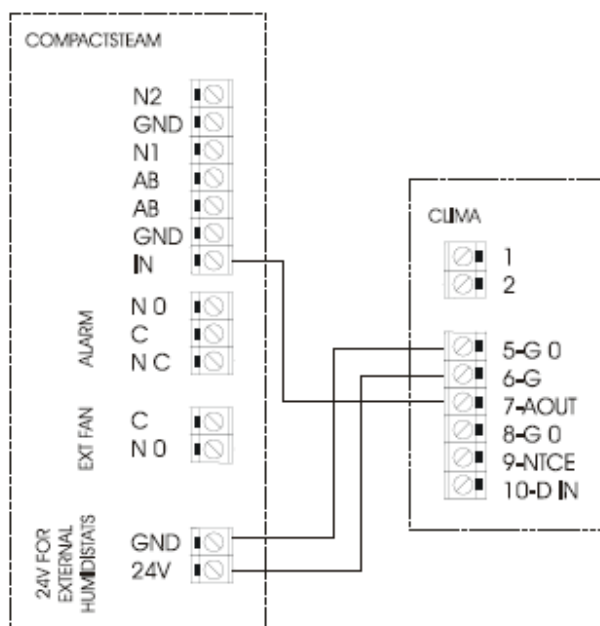 COMPACTSTEAM
N2
GND
N1
AB
AB
GND
IN
ALARM
N 0
C
N C
EXT FAN
C
N 0
24V FOR
EXTERNAL
HUMIDISTATS
GND
24V
CLIMA
1
2
5-G 0
6-G
7-AOUT
8-G 0
9-NTCE
10-D IN